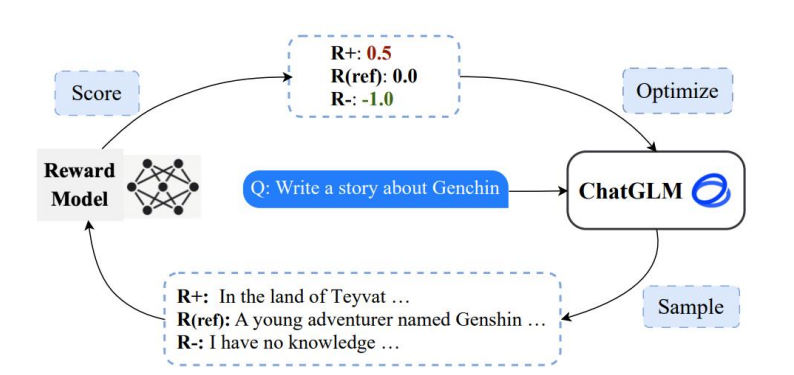 R+: 0.5
R(ref): 0.0
R-: -1.0
Score
Optimize
Reward
Model
Q: Write a story about Genchin
ChatGLM
R+: In the land of Teyvat ...
R(ref): A young adventurer named Genshin ...
R-: I have no knowledge ...
Sample